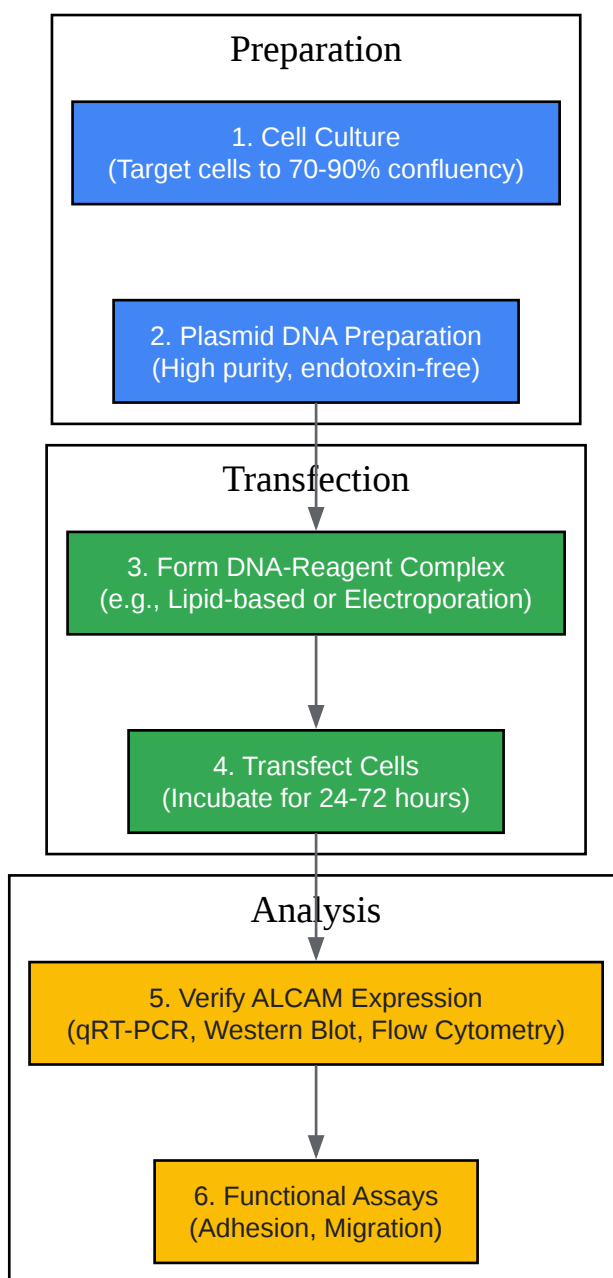 Preparation
1. Cell Culture
(Target cells to 70-90% confluency)
2. Plasmid DNA Preparation
(High purity, endotoxin-free)
Transfection
3. Form DNA-Reagent Complex
(e.g., Lipid-based or Electroporation)
4. Transfect Cells
(Incubate for 24-72 hours)
Analysis
5. Verify ALCAM Expression
(qRT-PCR, Western Blot, Flow Cytometry)
6. Functional Assays
(Adhesion, Migration)